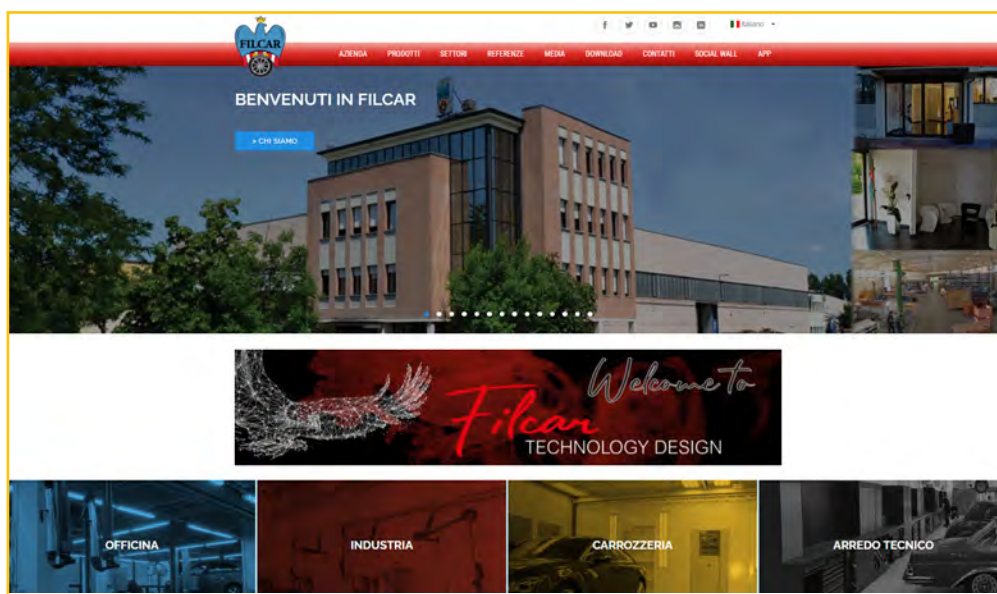 FILCAR
Italiano
AZIENDA PRODOTTI SETTORI REFERENZE MEDIA DOWNLOAD CONTATTI SOCIAL WALL APP
BENVENUTI IN FILCAR
> CHI SIAMO
Welcome to
Filcar
TECHNOLOGY DESIGN
OFFICINA INDUSTRIA CARROZZERIA ARREDO TECNICO